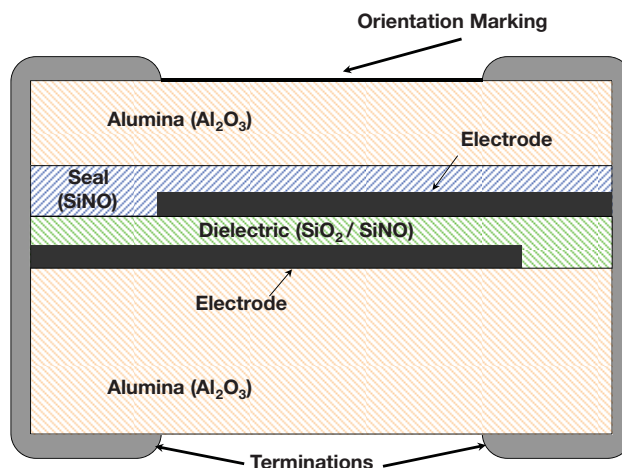 Orientation Marking
Alumina (Al₂O₃)
Electrode
Seal
(SiNO)
Dielectric (SiO₂ / SiNO)
Electrode
Alumina (Al₂O₃)
Terminations